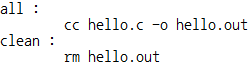 all :
        cc hello.c -o hello.out
clean :
        rm hello.out